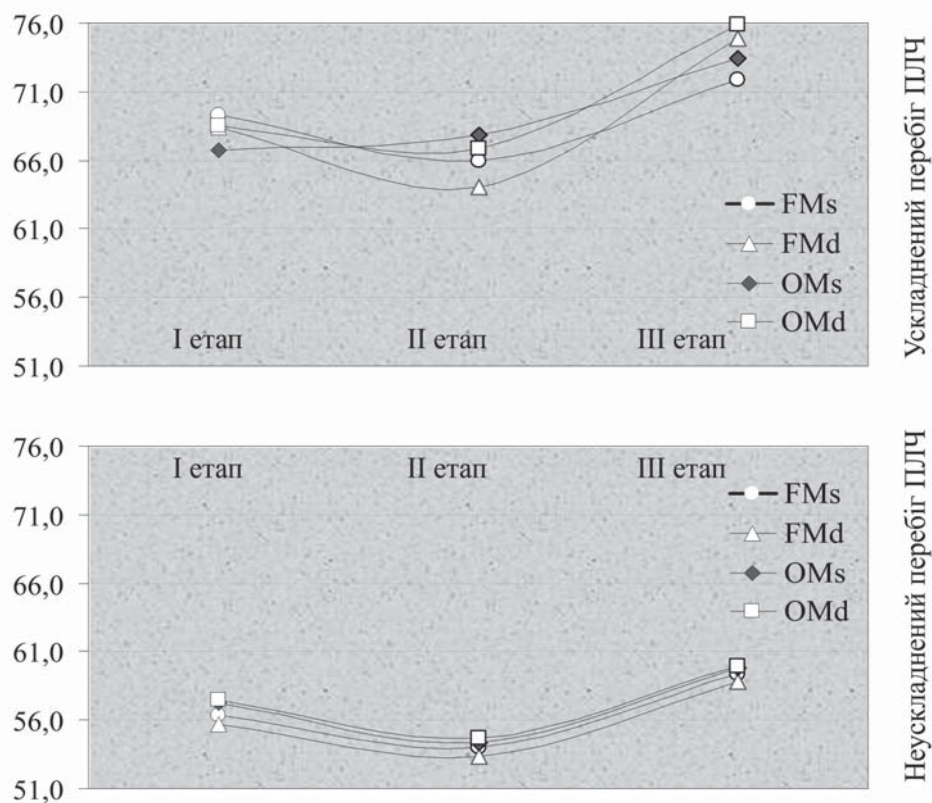 76,0
71,0
66,0
61,0
56,0
51,0
I етап
II етап
III етап
FMs
FMd
OMs
OMd
Ускладнений перебіг ПЛЧ
76,0
71,0
66,0
61,0
56,0
51,0
I етап
II етап
III етап
FMs
FMd
OMs
OMd
Неускладнений перебіг ПЛЧ